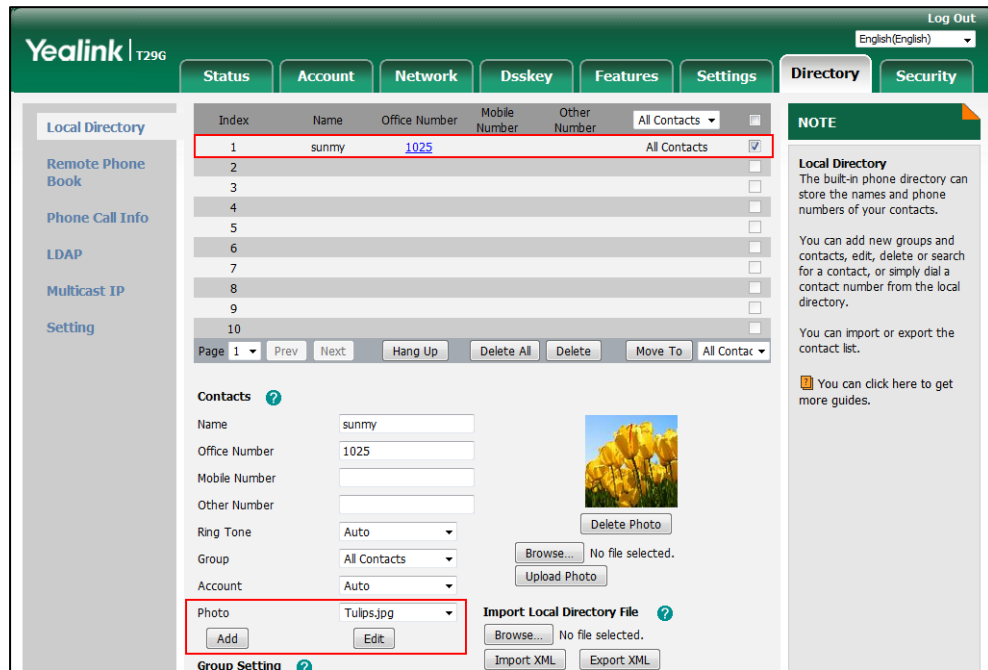 Log Out
Yealink | T29G
English(English)
Status Account Network Dsskey Features Settings Directory Security
Local Directory
Remote Phone
Book
Phone Call Info
LDAP
Multicast IP
Setting
Index Name Office Number Mobile Number Other Number All Contacts
1 sunmy 1025 All Contacts
2
3
4
5
6
7
8
9
10
Page 1 Prev Next Hang Up Delete All Delete Move To All Contac
Contacts ?
Name sunmy
Office Number 1025
Mobile Number
Other Number
Ring Tone Auto
Group All Contacts
Account Auto
Photo Tulips.jpg
Add Edit
Group Setting ?
Delete Photo
Browse... No file selected.
Upload Photo
Import Local Directory File ?
Browse... No file selected.
Import XML Export XML
NOTE
Local Directory
The built-in phone directory can
store the names and phone
numbers of your contacts.
You can add new groups and
contacts, edit, delete or search
for a contact, or simply dial a
contact number from the local
directory.
You can import or export the
contact list.
? You can click here to get
more guides.